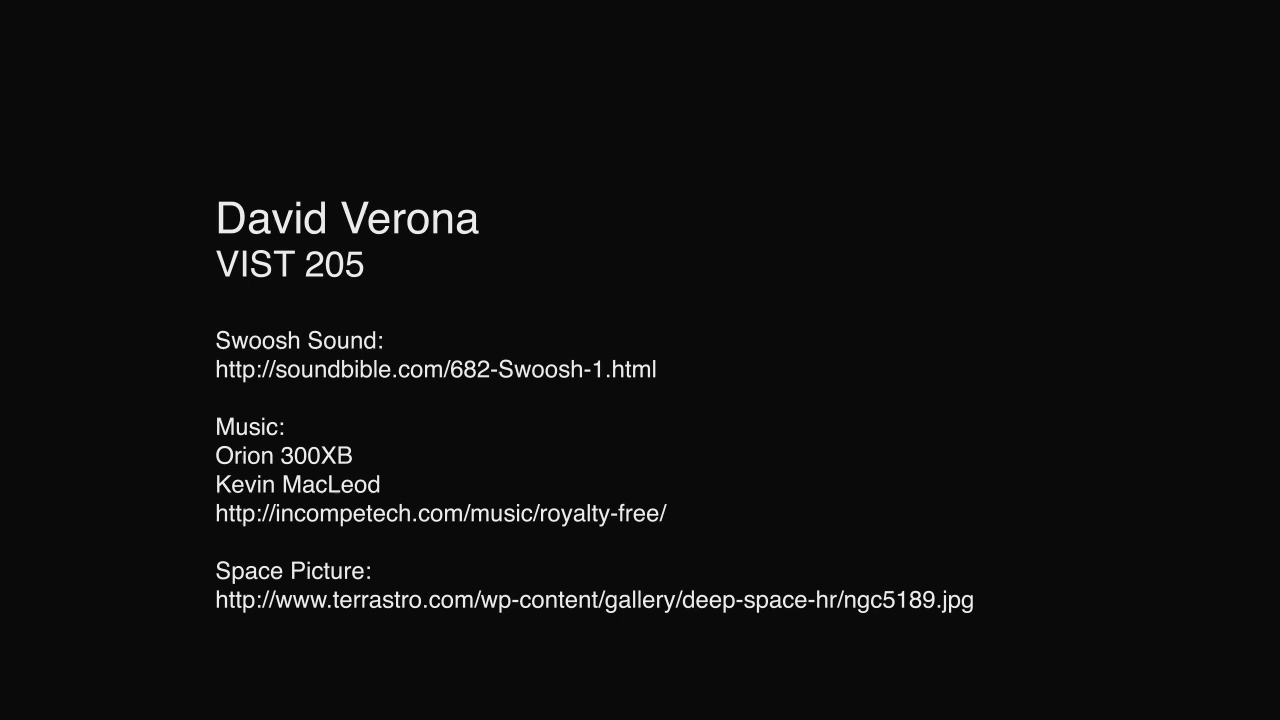 David Verona
VIST 205
Swoosh Sound:
http://soundbible.com/682-Swoosh-1.html
Music:
Orion 300XB
Kevin MacLeod
http://incompetech.com/music/royalty-free/
Space Picture:
http://www.terrastro.com/wp-content/gallery/deep-space-hr/ngc5189.jpg